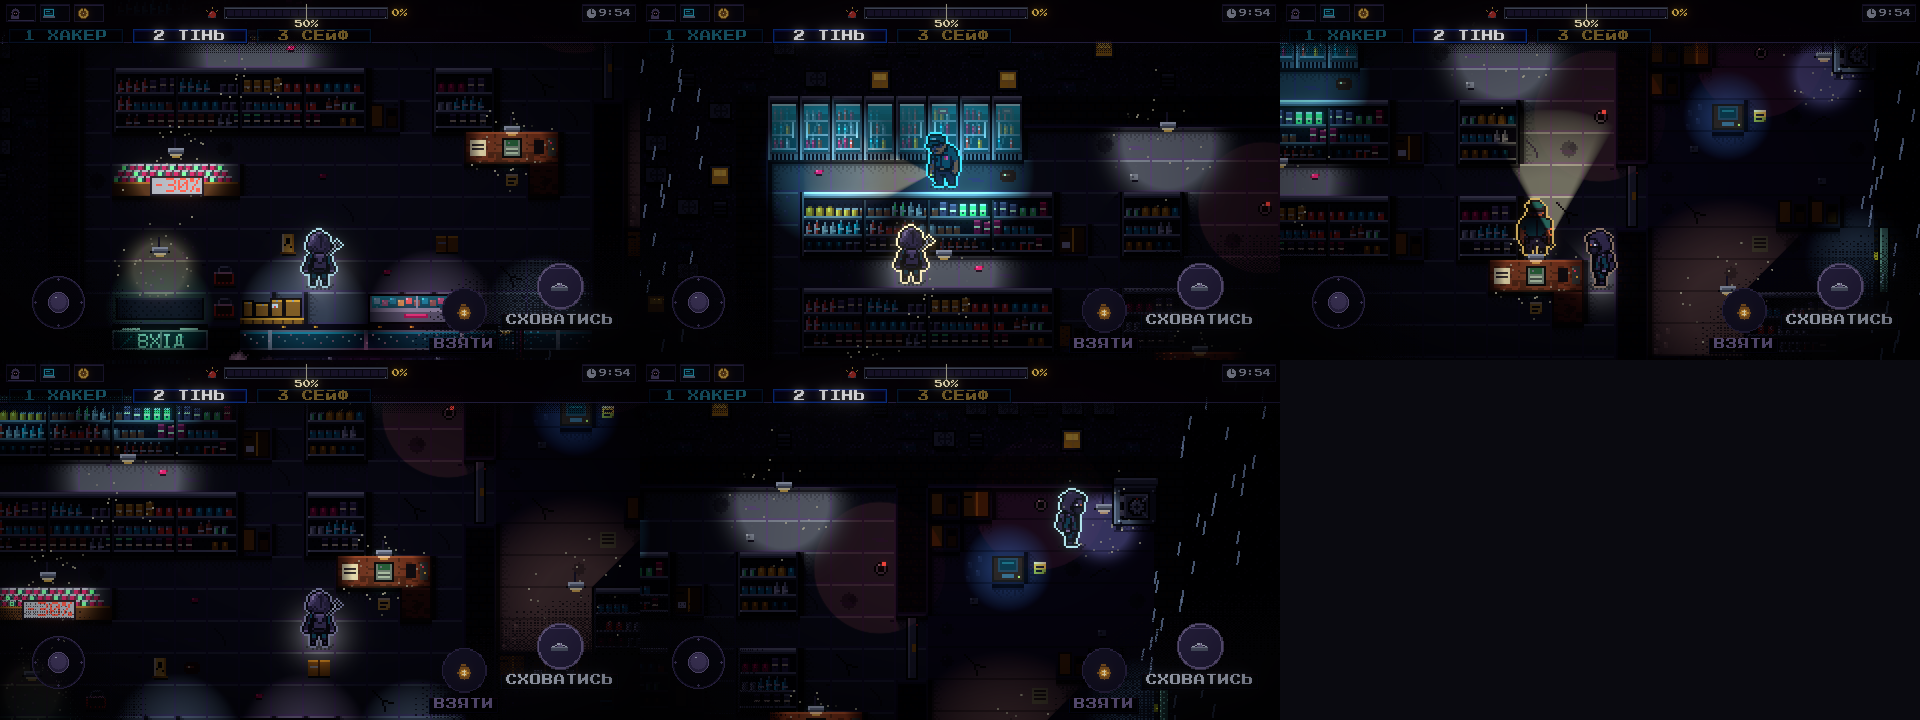 50%
0%
9:54
1 ХАКЕР
2 ТІНЬ
3 СЕЙФ
-30%
ВХІД
СХОВАТИСЬ
ВЗЯТИ
50%
0%
9:54
1 ХАКЕР
2 ТІНЬ
3 СЕЙФ
СХОВАТИСЬ
ВЗЯТИ
50%
0%
9:54
1 ХАКЕР
2 ТІНЬ
3 СЕЙФ
СХОВАТИСЬ
ВЗЯТИ
50%
0%
9:54
1 ХАКЕР
2 ТІНЬ
3 СЕЙФ
СХОВАТИСЬ
ВЗЯТИ
50%
0%
9:54
1 ХАКЕР
2 ТІНЬ
3 СЕЙФ
СХОВАТИСЬ
ВЗЯТИ